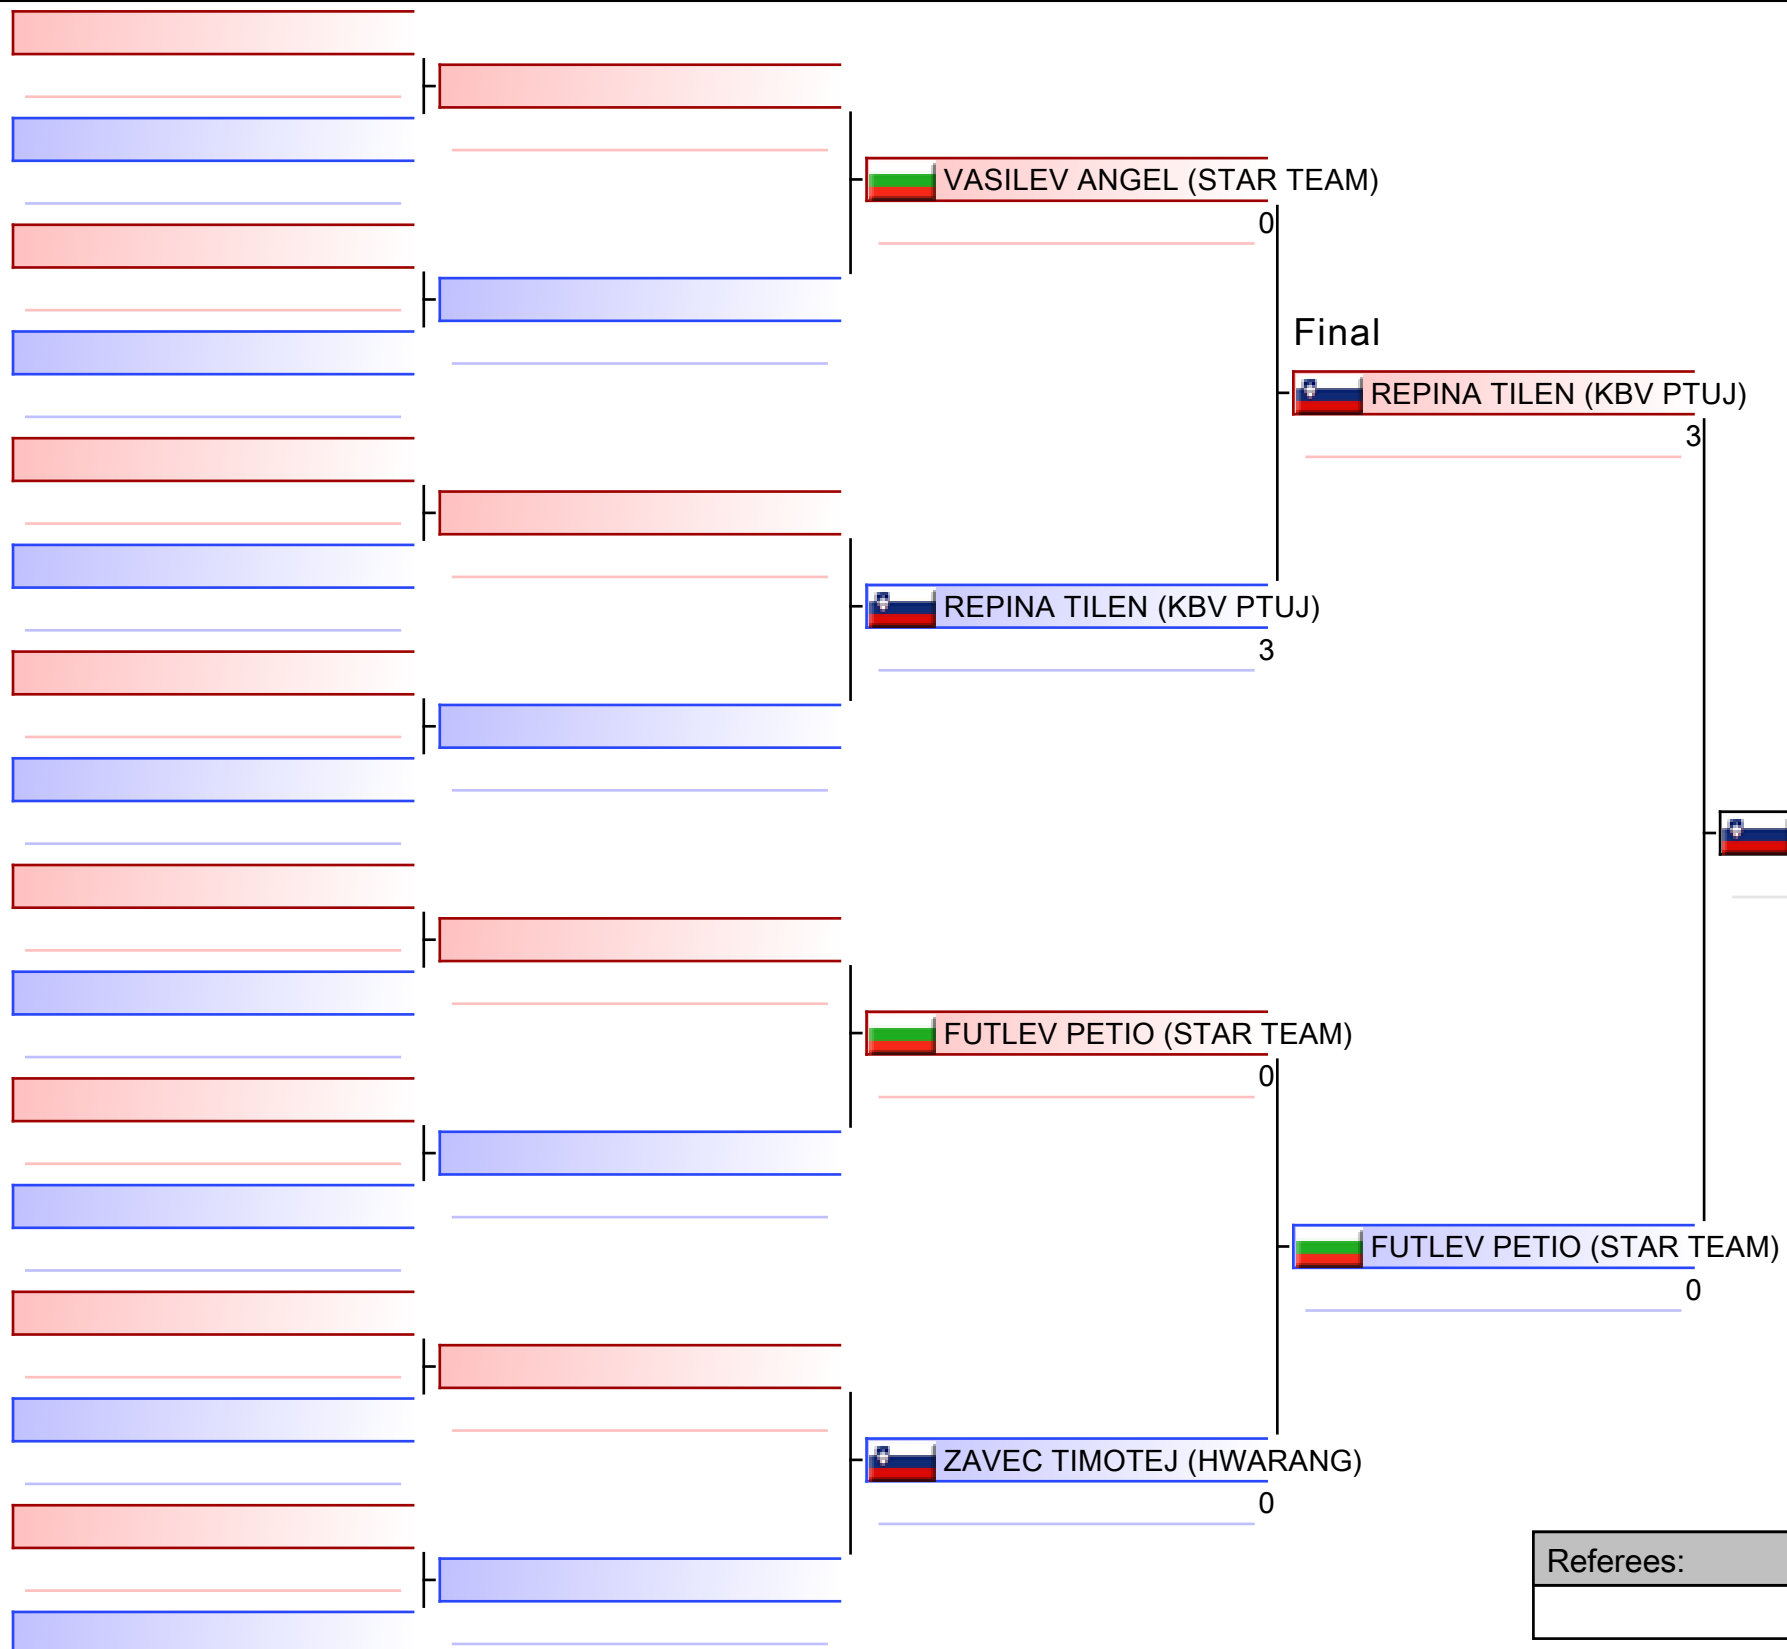 VASILEV ANGEL (STAR TEAM)
0
Final
REPINA TILEN (KBV PTUJ)
3
REPINA TILEN (KBV PTUJ)
3
FUTLEV PETIO (STAR TEAM)
0
FUTLEV PETIO (STAR TEAM)
0
ZAVEC TIMOTEJ (HWARANG)
0
Referees: